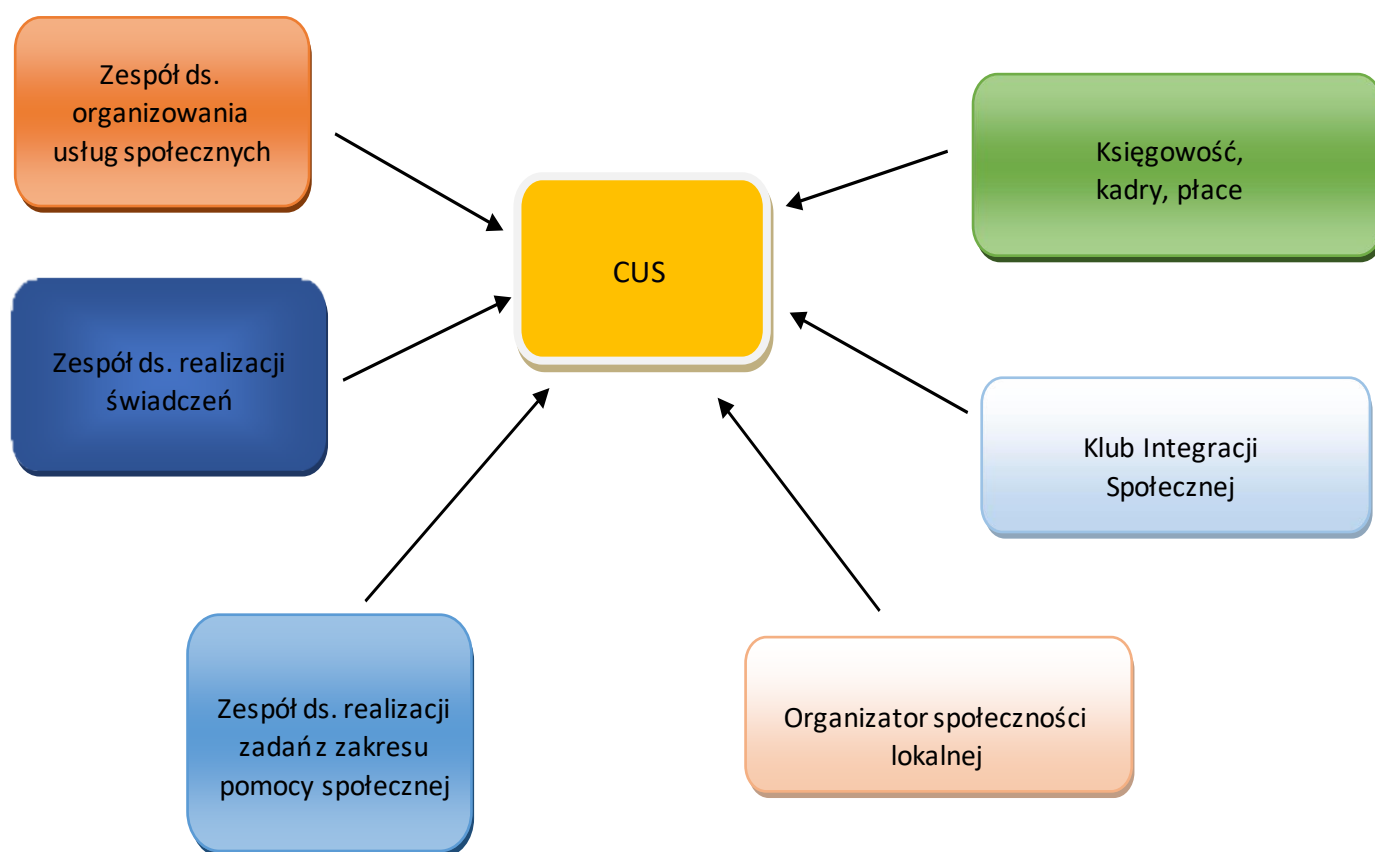 Zespół ds.
organizowania
usług społecznych
Księgowość,
kadry, płace
CUS
Zespół ds. realizacji
świadczeń
Klub Integracji
Społecznej
Zespół ds. realizacji
zadań z zakresu
pomocy społecznej
Organizator społeczności
lokalnej